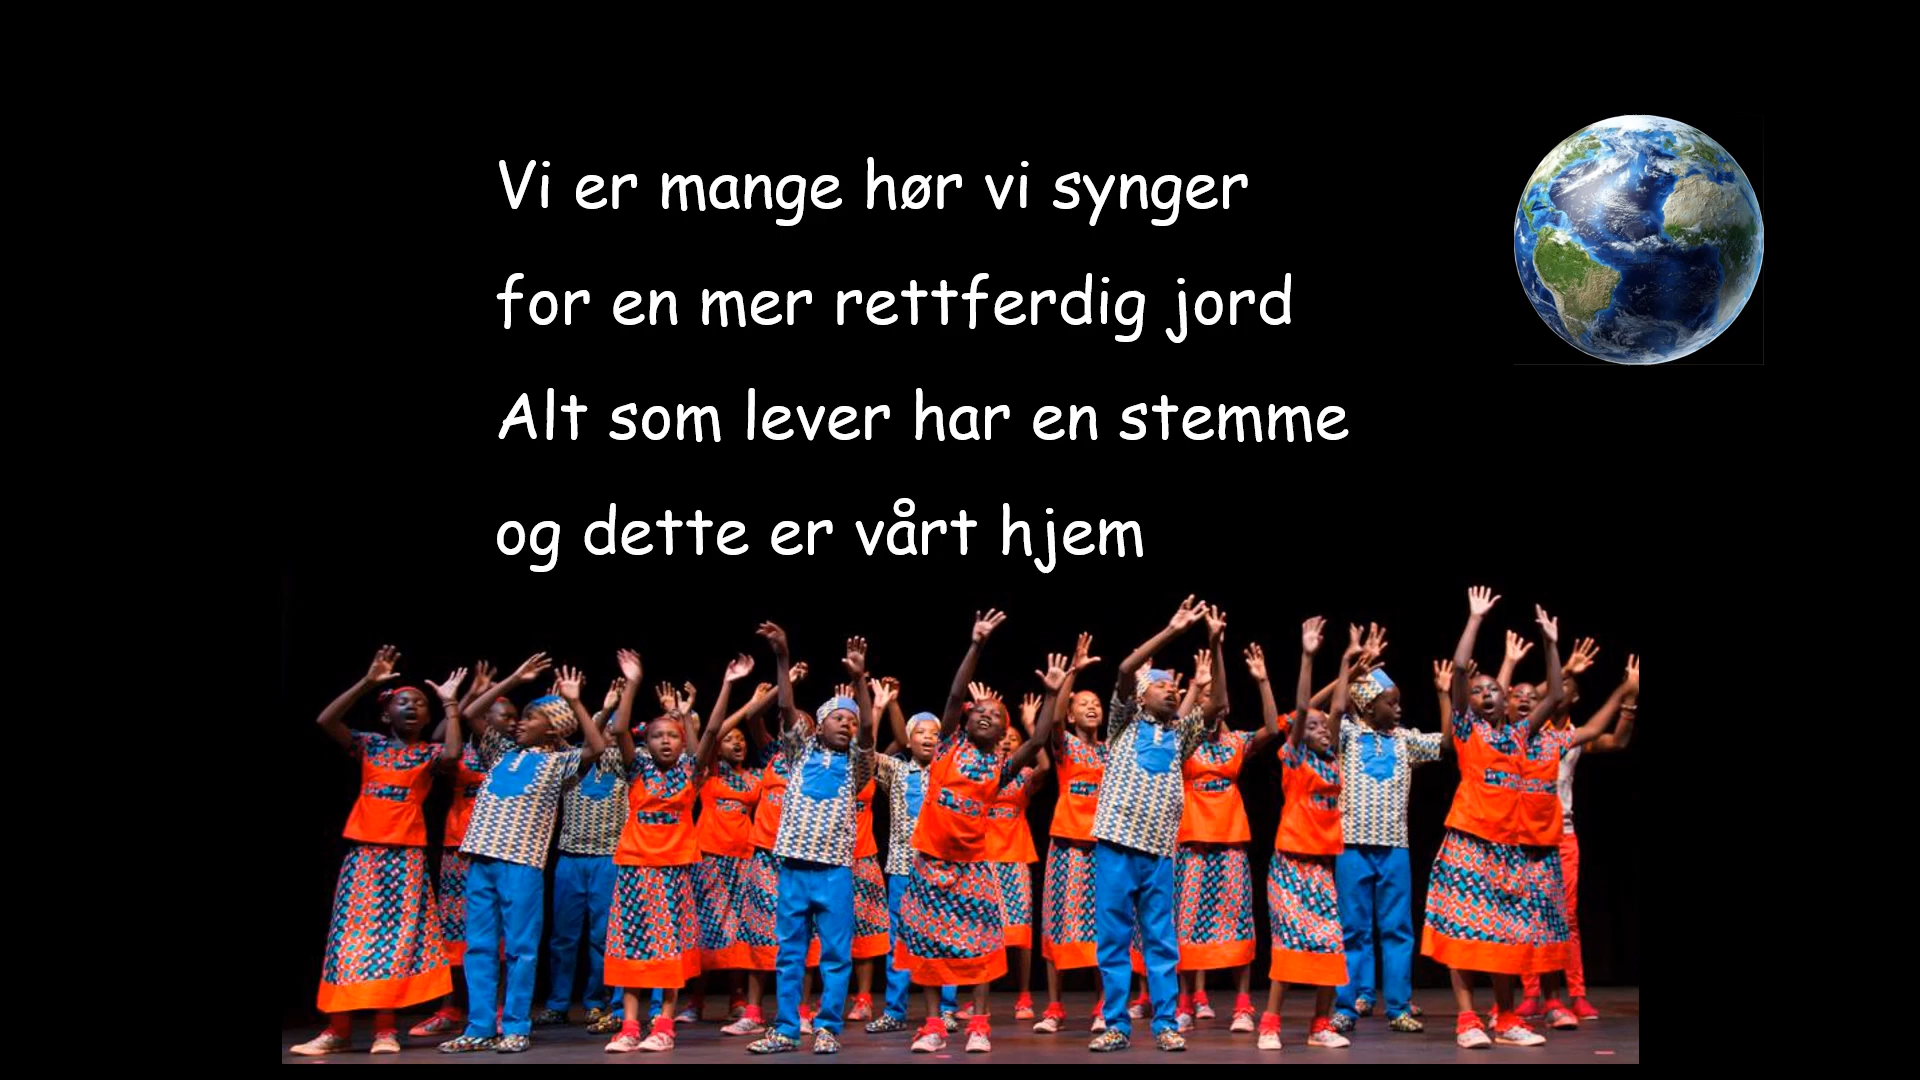 Vi er mange hør vi synger
for en mer rettferdig jord
Alt som lever har en stemme
og dette er vårt hjem